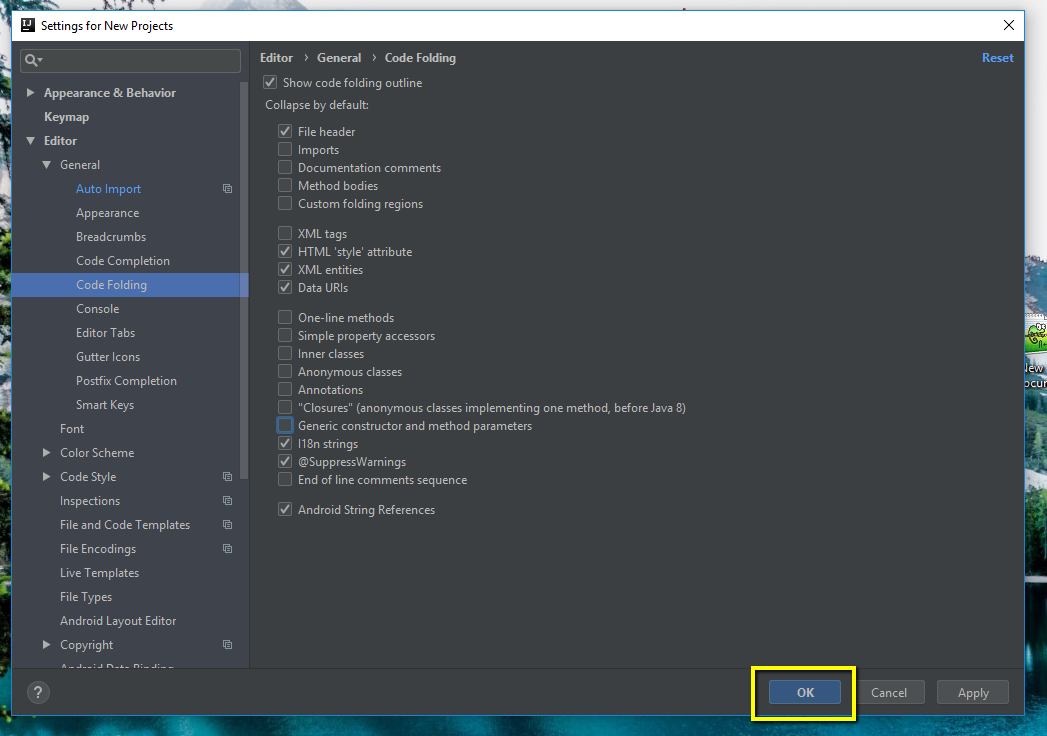 IJ Settings for New Projects
Editor › General › Code Folding Reset
Appearance & Behavior
Keymap
Editor
General
Auto Import
Appearance
Breadcrumbs
Code Completion
Code Folding
Console
Editor Tabs
Gutter Icons
Postfix Completion
Smart Keys
Font
Color Scheme
Code Style
Inspections
File and Code Templates
File Encodings
Live Templates
File Types
Android Layout Editor
Copyright
Android Data Binding
Show code folding outline
Collapse by default:
File header
Imports
Documentation comments
Method bodies
Custom folding regions
XML tags
HTML 'style' attribute
XML entities
Data URIs
One-line methods
Simple property accessors
Inner classes
Anonymous classes
Annotations
"Closures" (anonymous classes implementing one method, before Java 8)
Generic constructor and method parameters
I18n strings
@SuppressWarnings
End of line comments sequence
Android String References
? OK Cancel Apply
New